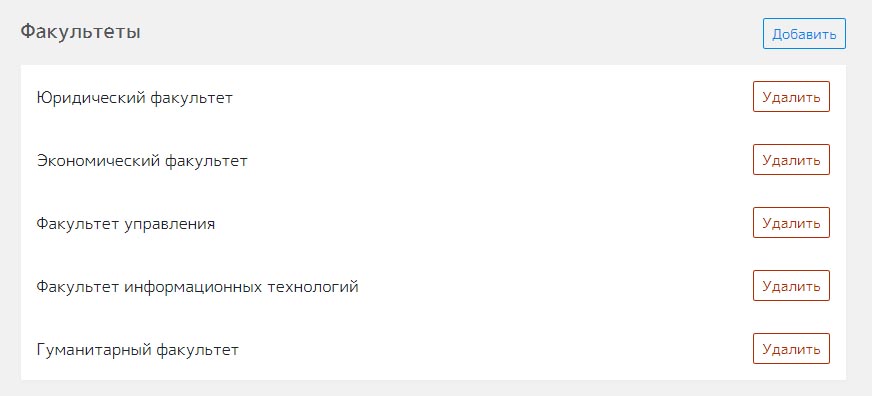 Факультеты
Добавить
Юридический факультет
Удалить
Экономический факультет
Удалить
Факультет управления
Удалить
Факультет информационных технологий
Удалить
Гуманитарный факультет
Удалить